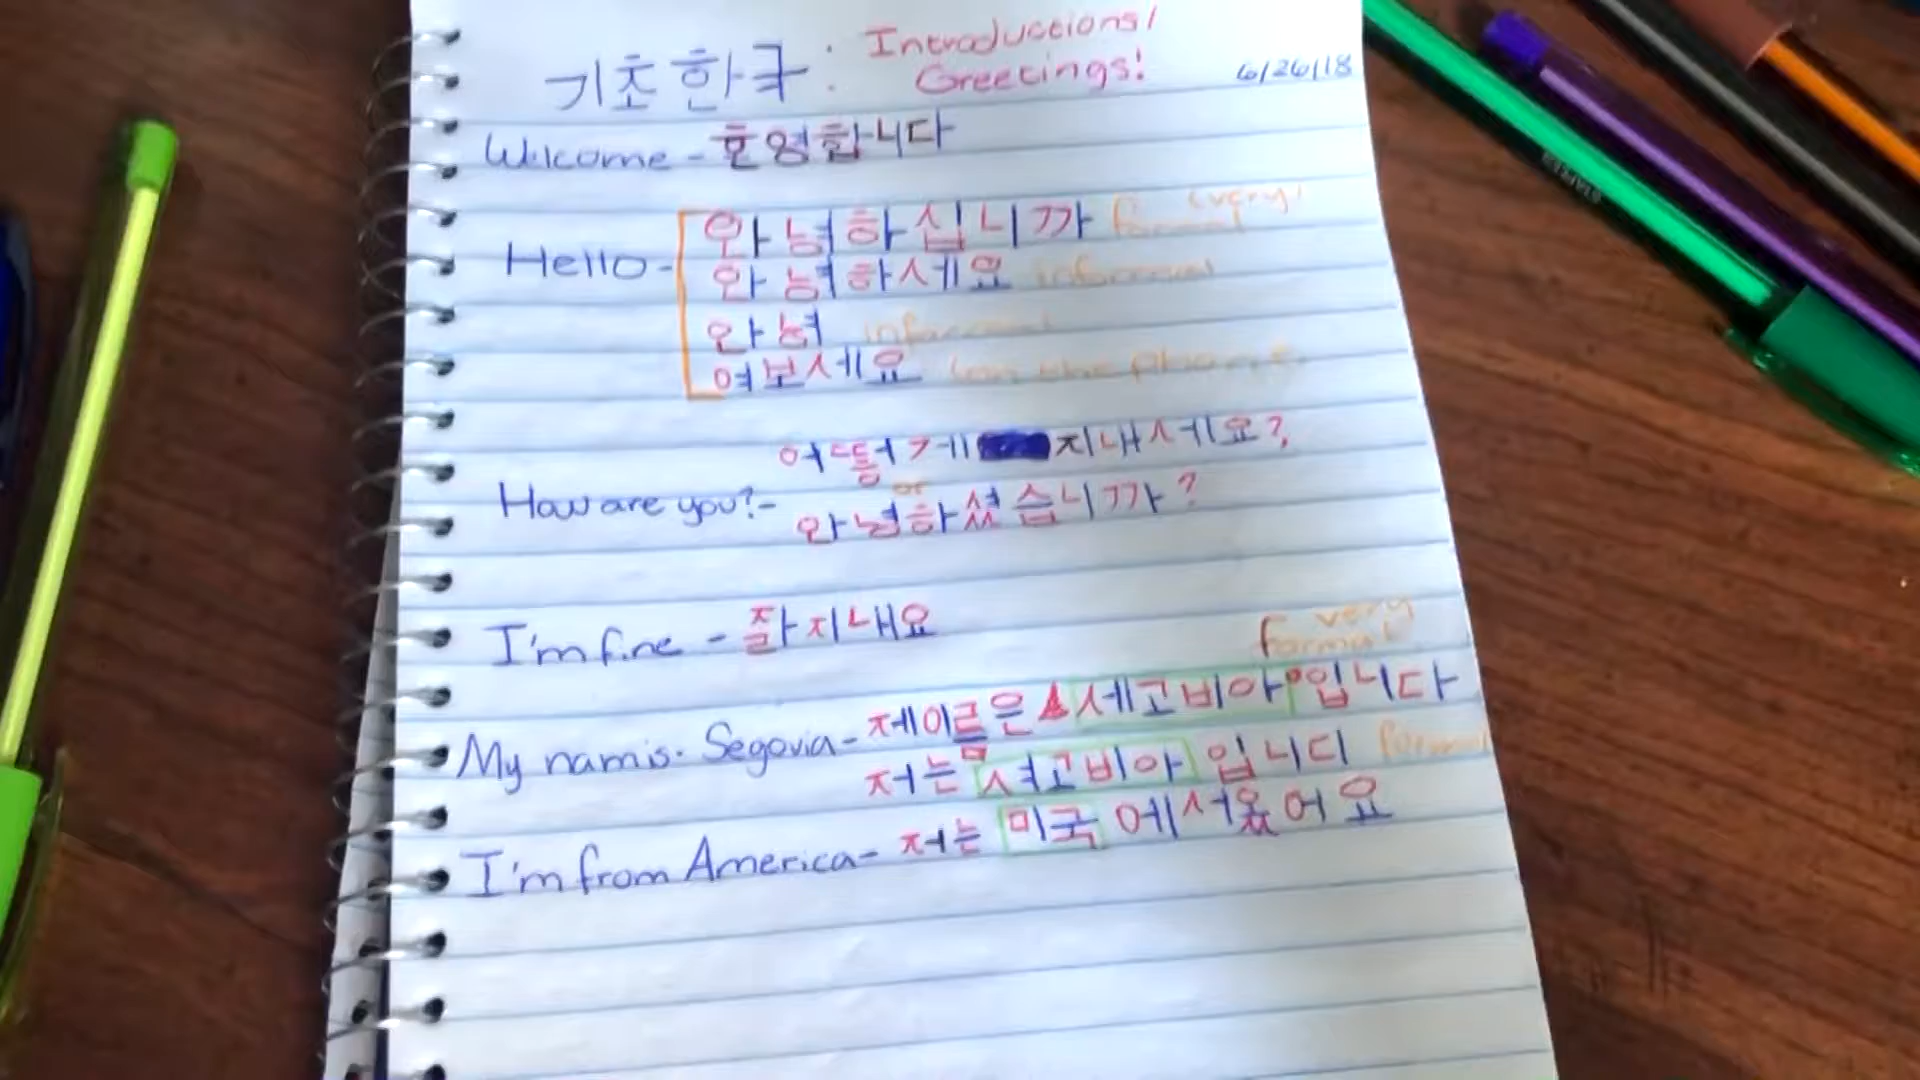 기초한국: Introductions/
Greetings!
6/26/18
Welcome - 환영합니다
Hello - 안녕하십니까 (very) formal
안녕하세요 informal
안녕 informal
여보세요 (on the phone)
어떻게 지내세요?
or
How are you? - 안녕하셨습니까?
I'm fine - 잘지내요
very
formal
My nam is. Segovia - 제이름은 세고비아 입니다
저는 셔고비아 입니디 formal
I'm from America - 저는 미국에서왔어요